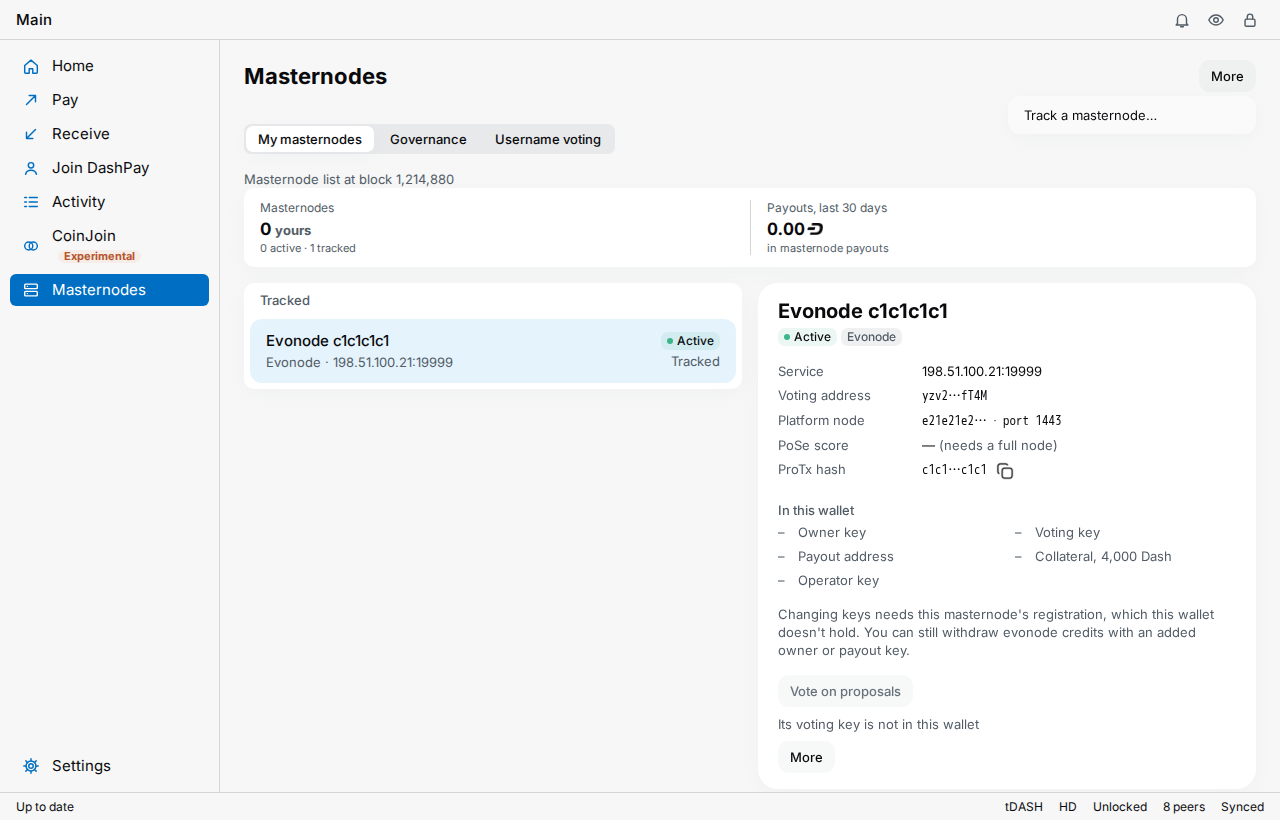 Main
Home
Pay
Receive
Join DashPay
Activity
CoinJoin
Experimental
Masternodes
Settings
Masternodes
More
Track a masternode…
My masternodes
Governance
Username voting
Masternode list at block 1,214,880
Masternodes
0 yours
0 active · 1 tracked
Payouts, last 30 days
0.00
in masternode payouts
Tracked
Evonode c1c1c1c1
Active
Evonode · 198.51.100.21:19999
Tracked
Evonode c1c1c1c1
Active
Evonode
Service 198.51.100.21:19999
Voting address yzv2…fT4M
Platform node e21e21e2… · port 1443
PoSe score — (needs a full node)
ProTx hash c1c1…c1c1
In this wallet
– Owner key
– Voting key
– Payout address
– Collateral, 4,000 Dash
– Operator key
Changing keys needs this masternode's registration, which this wallet
doesn't hold. You can still withdraw evonode credits with an added
owner or payout key.
Vote on proposals
Its voting key is not in this wallet
More
Up to date
tDASH
HD
Unlocked
8 peers
Synced